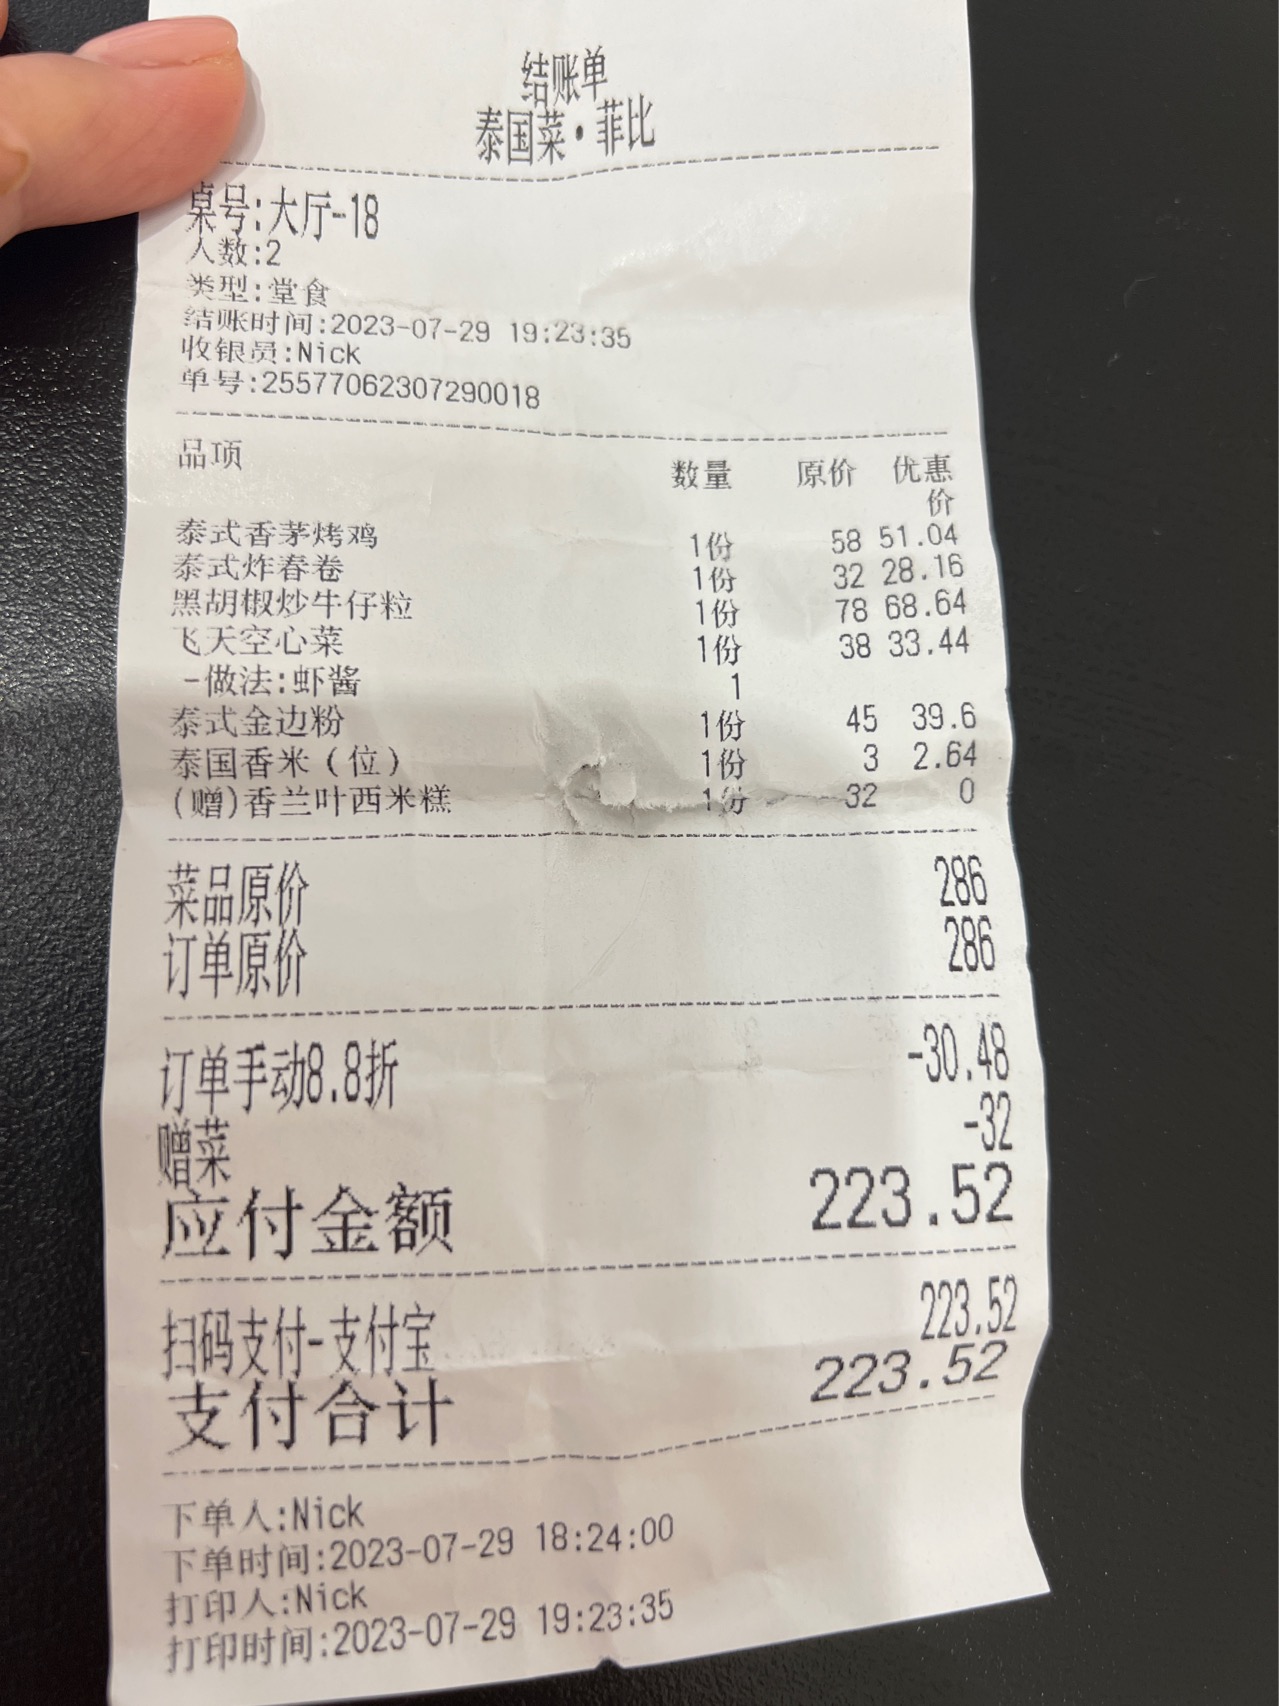 结账单
泰国菜·菲比
桌号:大厅-18
人数:2
类型:堂食
结账时间:2023-07-29 19:23:35
收银员:Nick
单号:25577062307290018
品项 数量 原价 优惠价
泰式香茅烤鸡 1份 58 51.04
泰式炸春卷 1份 32 28.16
黑胡椒炒牛仔粒 1份 78 68.64
飞天空心菜 1份 38 33.44
-做法:虾酱 1
泰式金边粉 1份 45 39.6
泰国香米(位) 1份 3 2.64
(赠)香兰叶西米糕 1份 32 0
菜品原价 286
订单原价 286
订单手动8.8折 -30.48
赠菜 -32
应付金额 223.52
扫码支付-支付宝 223.52
支付合计 223.52
下单人:Nick
下单时间:2023-07-29 18:24:00
打印人:Nick
打印时间:2023-07-29 19:23:35